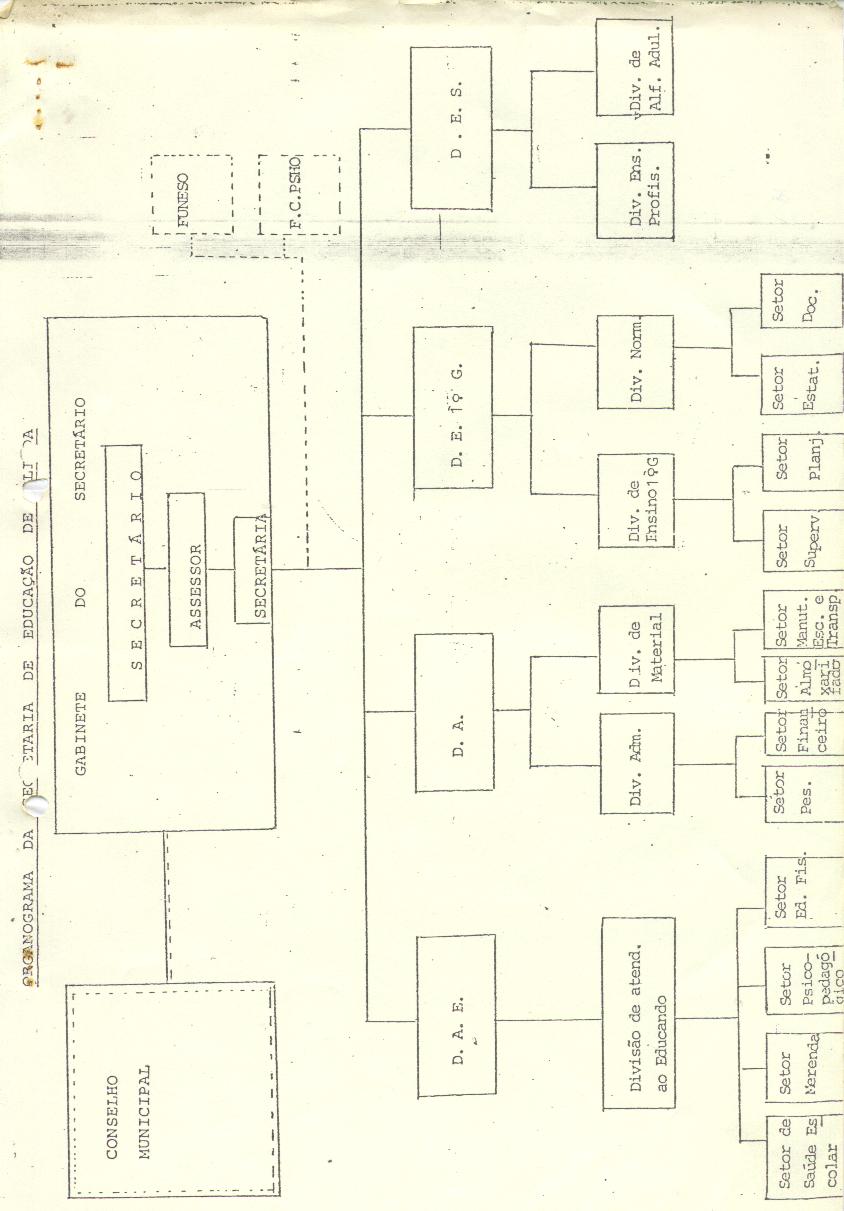 ORGANOGRAMA DA SECRETARIA DE EDUCAÇÃO DE OLINDA
CONSELHO
MUNICIPAL
GABINETE DO SECRETÁRIO
SECRETÁRIO
ASSESSOR
SECRETÁRIA
FUNESO
F.C.PSHO
D. A. E.
D. A.
D. E. 1º G.
D. E. S.
Divisão de atend.
ao Educando
Div. Adm.
Div. de
Material
Div. de
Ensino1ºG
Div. Norm.
Div. Ens.
Profis.
Div. de
Alf. Adul.
Setor de
Saúde Es
colar
Setor
Merenda
Setor
Psico-
pedagó
gico
Setor
Ed. Fis.
Setor
Pes.
Setor
Finan
ceiro
Setor
Almo
xari
fado
Setor
Manut.
Esc. e
Transp
Setor
Superv
Setor
Planj.
Setor
Estat.
Setor
Doc.